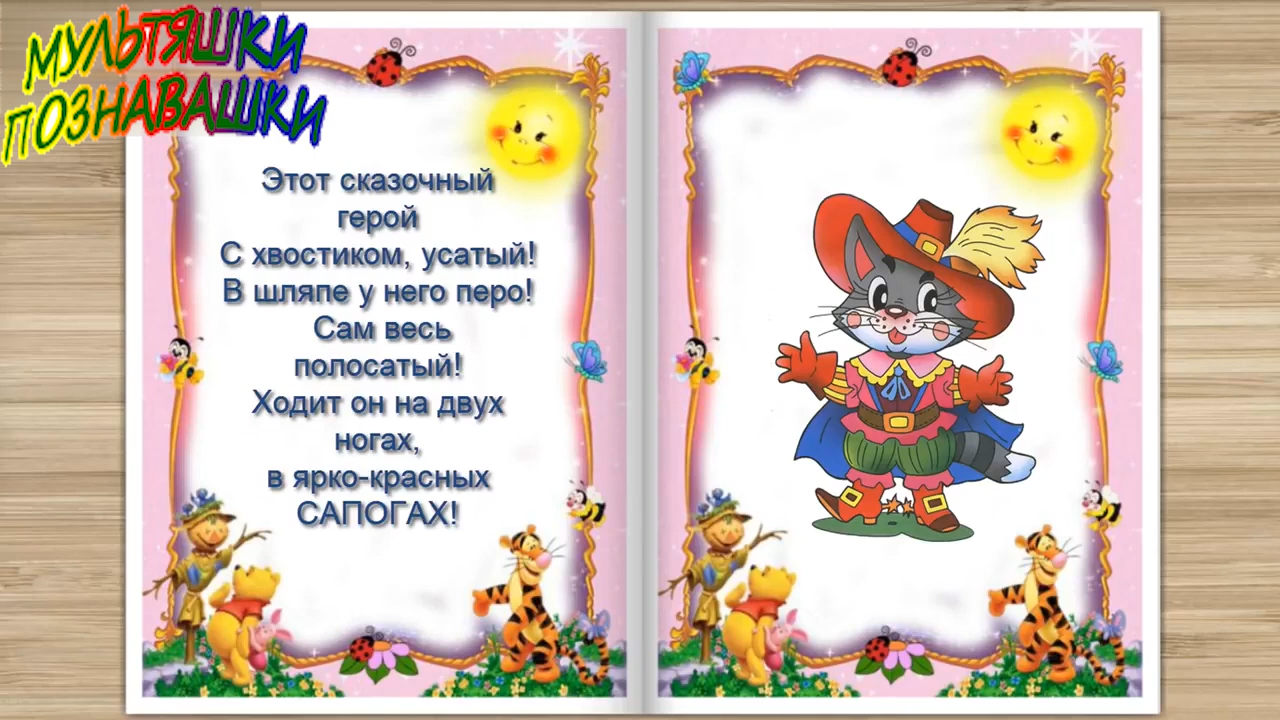 МУЛЬТЯШКИ
ПОЗНАВАШКИ
Этот сказочный
герой
С хвостиком, усатый!
В шляпе у него перо!
Сам весь
полосатый!
Ходит он на двух
ногах,
в ярко-красных
САПОГАХ!